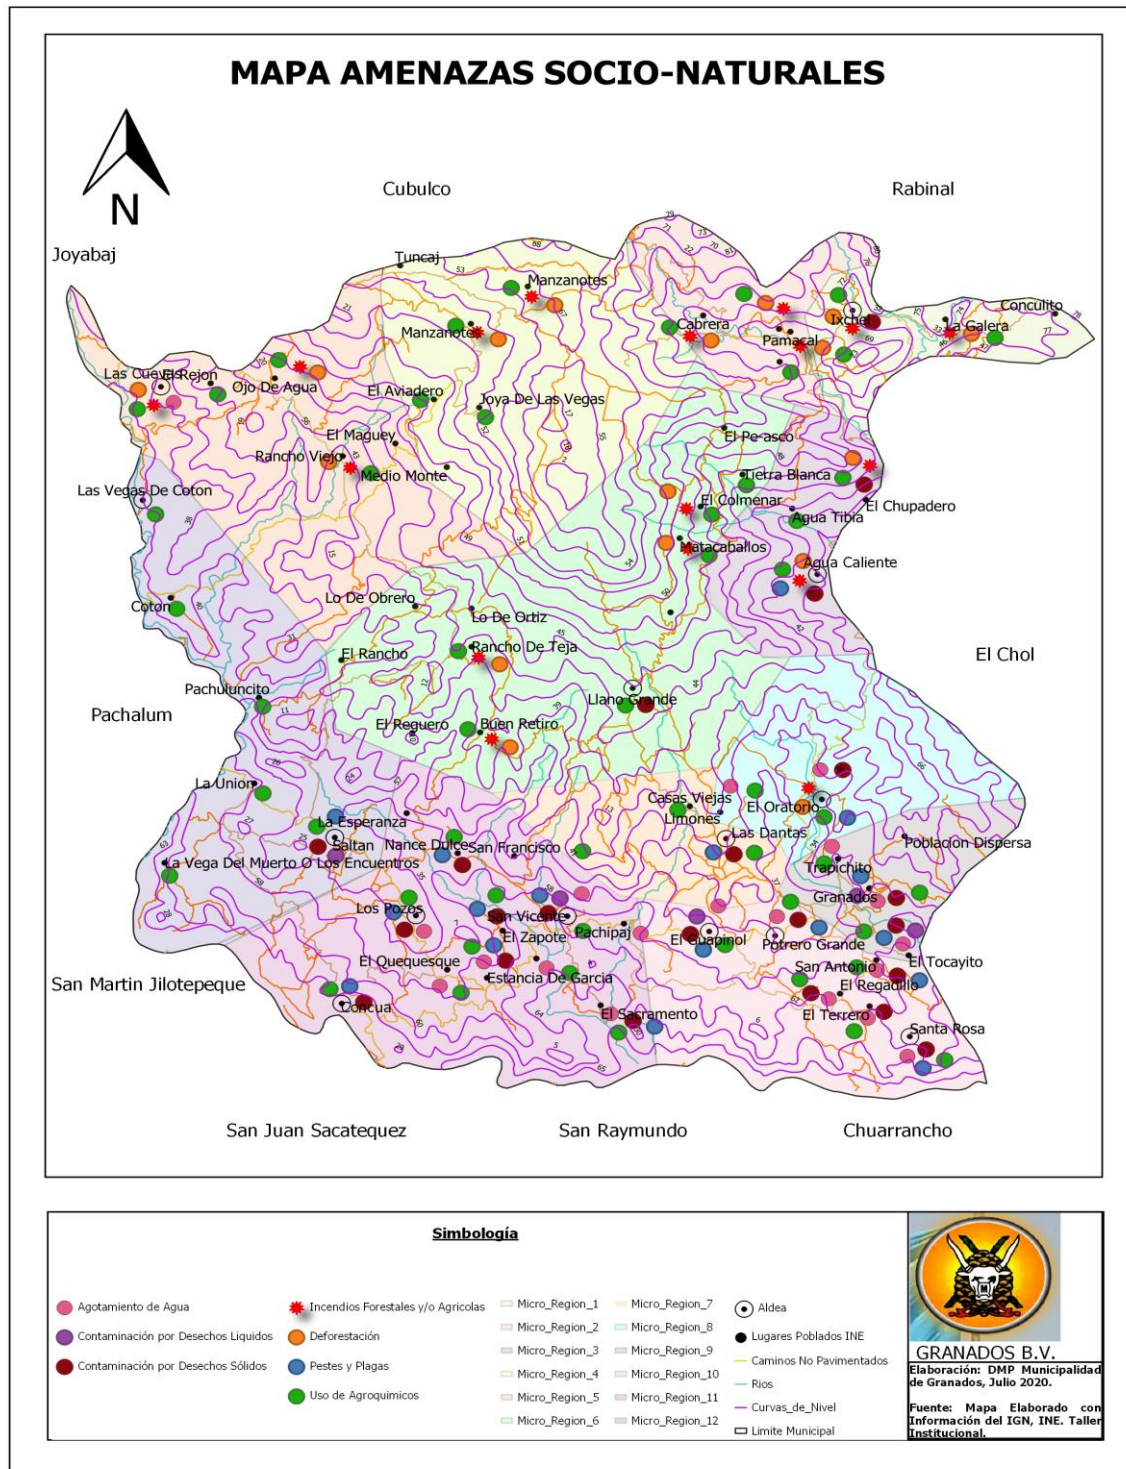 MAPA AMENAZAS SOCIO-NATURALES
Cubulco
Rabinal
Joyabaj
N
Tuncaj
Manzanotes
Conculito
Manzanotes
Cabrera
Ixchel
La Galera
Pamacal
Las Cuevas
El Rejon
Ojo De Agua
El Aviadero
Joya De Las Vegas
El Maguey
Rancho Viejo
Medio Monte
El Pe asco
Tierra Blanca
Las Vegas De Coton
El Colmenar
El Chupadero
Agua Tibia
Matacaballos
Agua Caliente
Coton
Lo De Obrero
Lo De Ortiz
Rancho De Teja
El Rancho
El Chol
Pachuluncito
Llano Grande
Pachalum
El Reguero
Buen Retiro
La Union
Casas Viejas
El Oratorio
Limones
La Esperanza
Las Dantas
Saltan
Nance Dulce
San Francisco
Poblacion Dispersa
La Vega Del Muerto O Los Encuentros
Trapichito
Granados
Los Pozos
San Vicente
Pachipaj
El Zapote
El Guapinol
Potrero Grande
El Quequesque
San Antonio
El Tocayito
Estancia De Garcia
El Regadillo
San Martin Jilotepeque
Concua
El Sacramento
El Terrero
Santa Rosa
San Juan Sacatequez
San Raymundo
Chuarrancho
Simbología
Agotamiento de Agua
Contaminación por Desechos Liquidos
Contaminación por Desechos Sólidos
Incendios Forestales y/o Agricolas
Deforestación
Pestes y Plagas
Uso de Agroquimicos
Micro_Region_1
Micro_Region_2
Micro_Region_3
Micro_Region_4
Micro_Region_5
Micro_Region_6
Micro_Region_7
Micro_Region_8
Micro_Region_9
Micro_Region_10
Micro_Region_11
Micro_Region_12
Aldea
Lugares Poblados INE
Caminos No Pavimentados
Rios
Curvas_de_Nivel
Limite Municipal
GRANADOS B.V.
Elaboración: DMP Municipalidad
de Granados, Julio 2020.
Fuente: Mapa Elaborado con
Información del IGN, INE. Taller
Institucional.